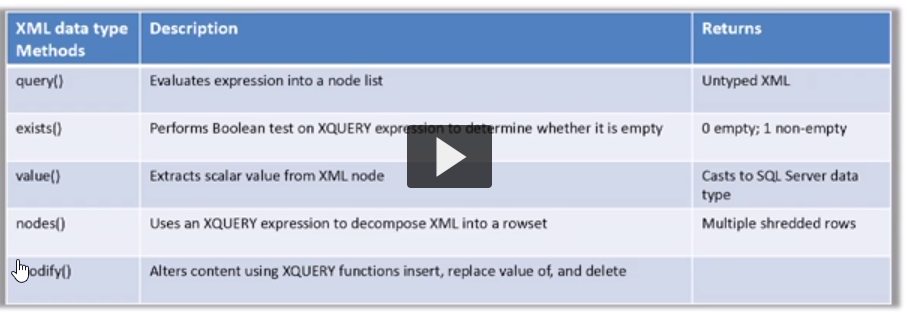 XML data type Methods Description Returns
query() Evaluates expression into a node list Untyped XML
exists() Performs Boolean test on XQUERY expression to determine whether it is empty 0 empty; 1 non-empty
value() Extracts scalar value from XML node Casts to SQL Server data type
nodes() Uses an XQUERY expression to decompose XML into a rowset Multiple shredded rows
odify() Alters content using XQUERY functions insert, replace value of, and delete